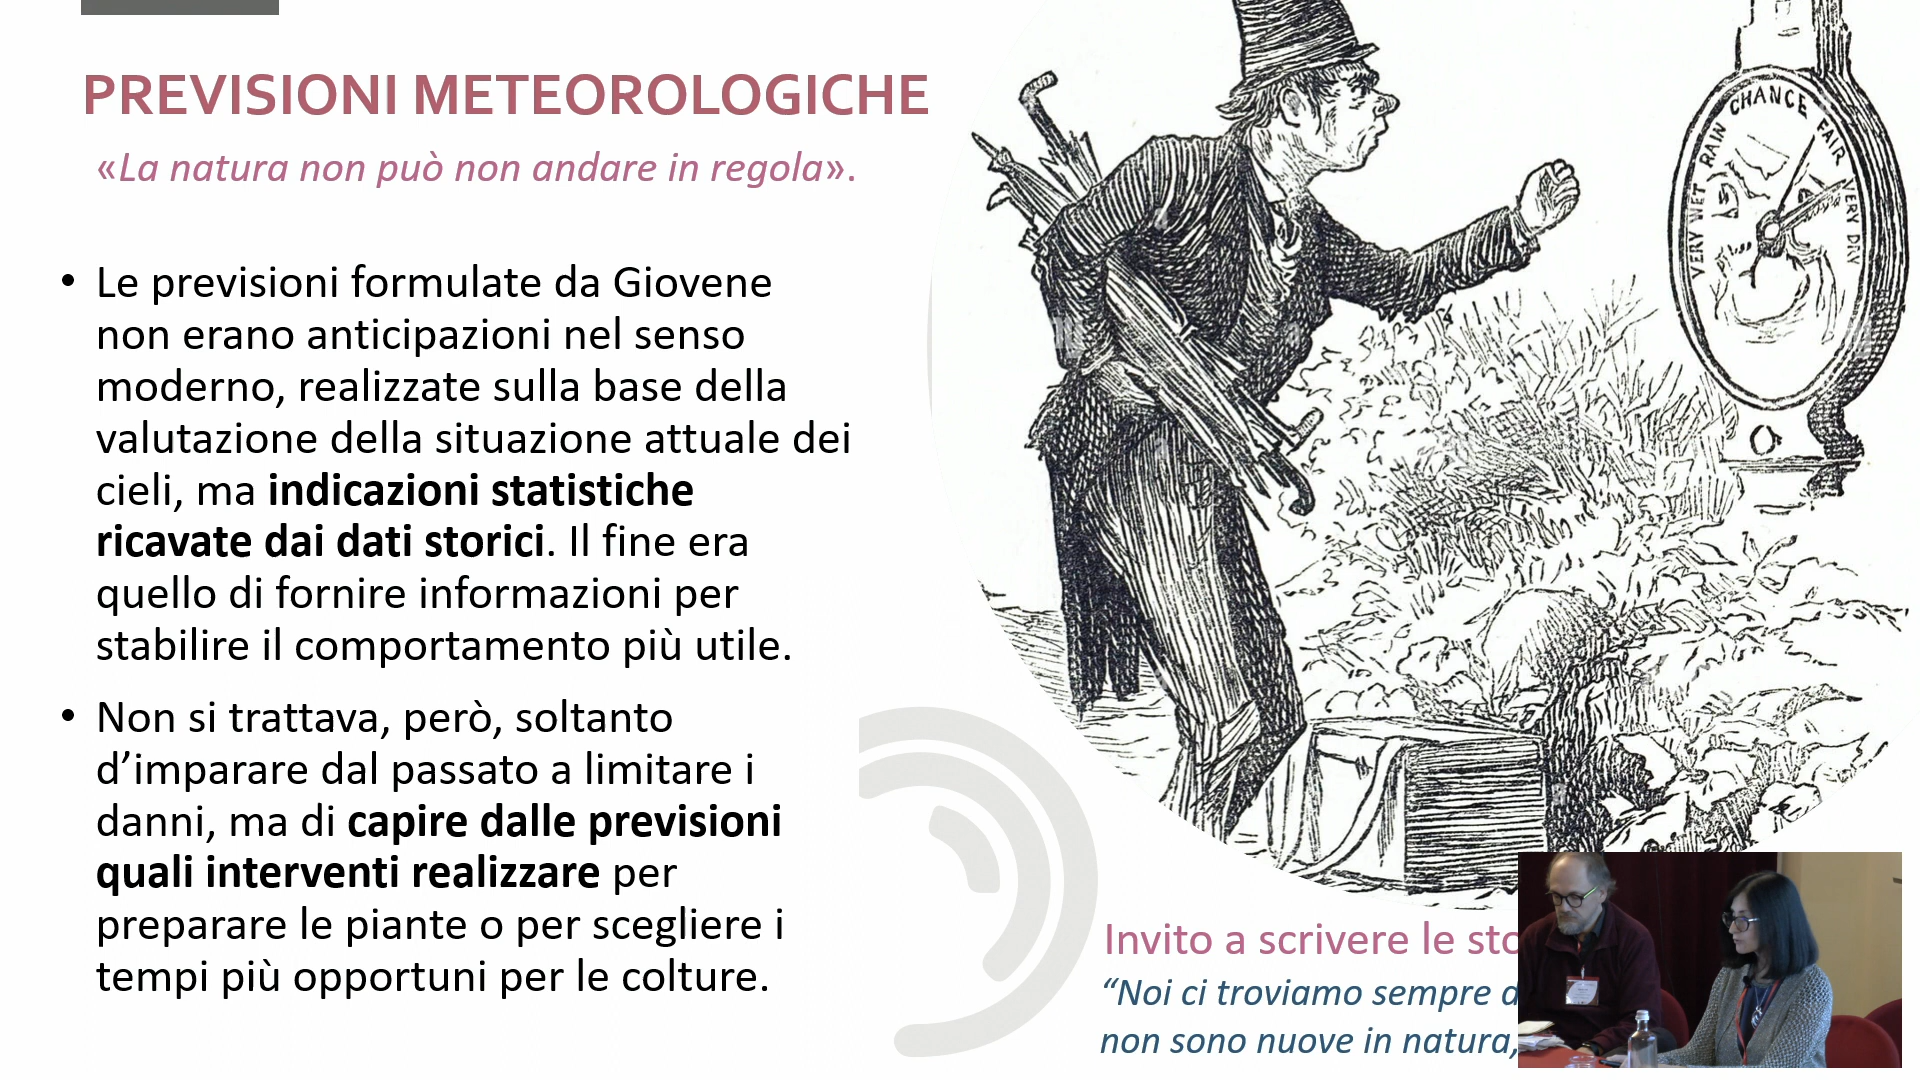 PREVISIONI METEOROLOGICHE
«La natura non può non andare in regola».
• Le previsioni formulate da Giovene
non erano anticipazioni nel senso
moderno, realizzate sulla base della
valutazione della situazione attuale dei
cieli, ma indicazioni statistiche
ricavate dai dati storici. Il fine era
quello di fornire informazioni per
stabilire il comportamento più utile.
• Non si trattava, però, soltanto
d’imparare dal passato a limitare i
danni, ma di capire dalle previsioni
quali interventi realizzare per
preparare le piante o per scegliere i
tempi più opportuni per le colture.
VERY WET RAIN CHANCE FAIR VERY DRY
Invito a scrivere le
“Noi ci troviamo sempre
non sono nuove in natura,